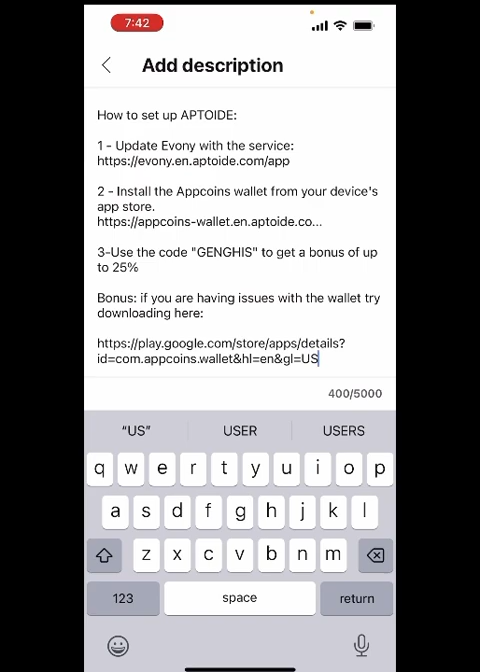 7:42
Add description
How to set up APTOIDE:
1 - Update Evony with the service:
https://evony.en.aptoide.com/app
2 - Install the Appcoins wallet from your device's
app store.
https://appcoins-wallet.en.aptoide.co...
3-Use the code "GENGHIS" to get a bonus of up
to 25%
Bonus: if you are having issues with the wallet try
downloading here:
https://play.google.com/store/apps/details?
id=com.appcoins.wallet&hl=en&gl=US
400/5000
“US” USER USERS
q w e r t y u i o p
a s d f g h j k l
z x c v b n m
123 space return